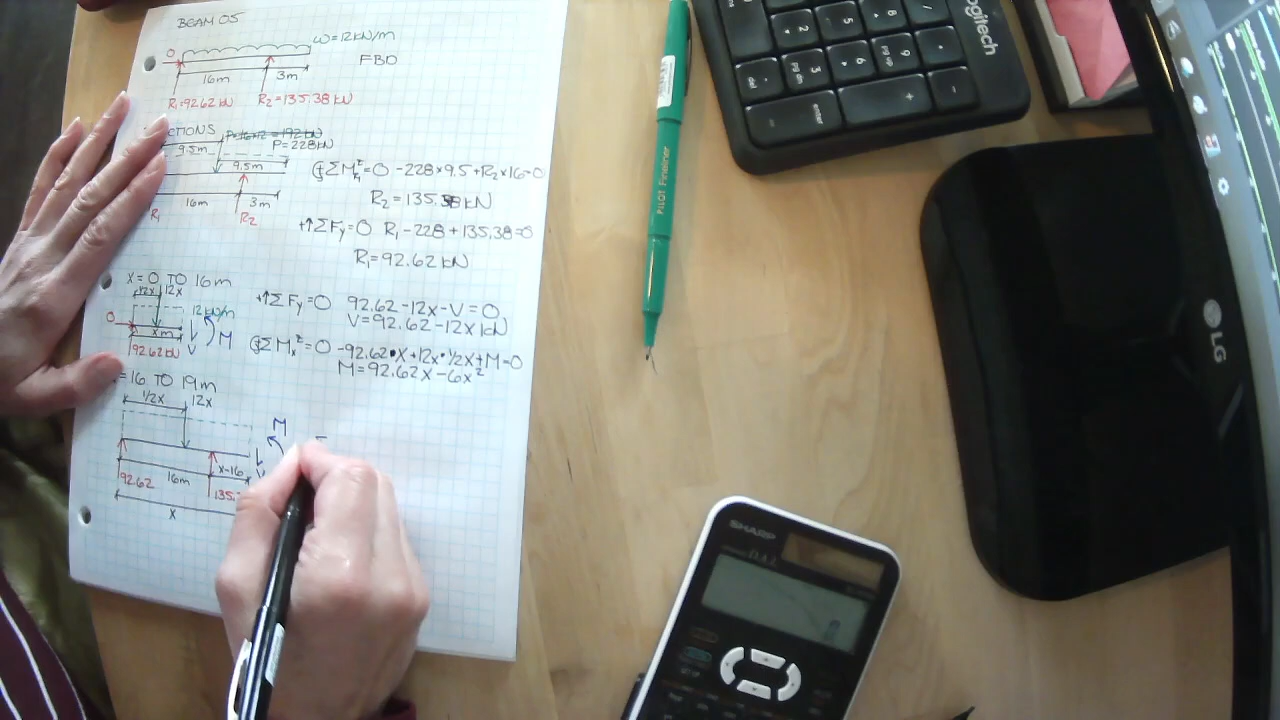 BEAM 05
ω=12kN/m
O
FBD
16m 3m
R₁=92.62 kN R₂=135.38 kN
CTIONS P=16×12=192 kN
9.5m P=228kN
9.5m
⊕ΣM=0 -228×9.5+R₂×16=0
16m 3m
R₂=135.38kN
R₁ R₂
+↑ΣFy=0 R₁-228+135.38=0
R₁=92.62kN
X=0 TO 16m
½x 12x
+↑ΣFy=0 92.62-12x-V=0
12kN/m
V=92.62-12x kN
O
x m
V M
92.62kN
ΣMx=0 -92.62•x+12x•½x+M=0
M=92.62x-6x²
=16 TO 19m
½x 12x
M
x-16
92.62 16m
135.
X
PILOT Fineliner
logitech
LG
SHARP